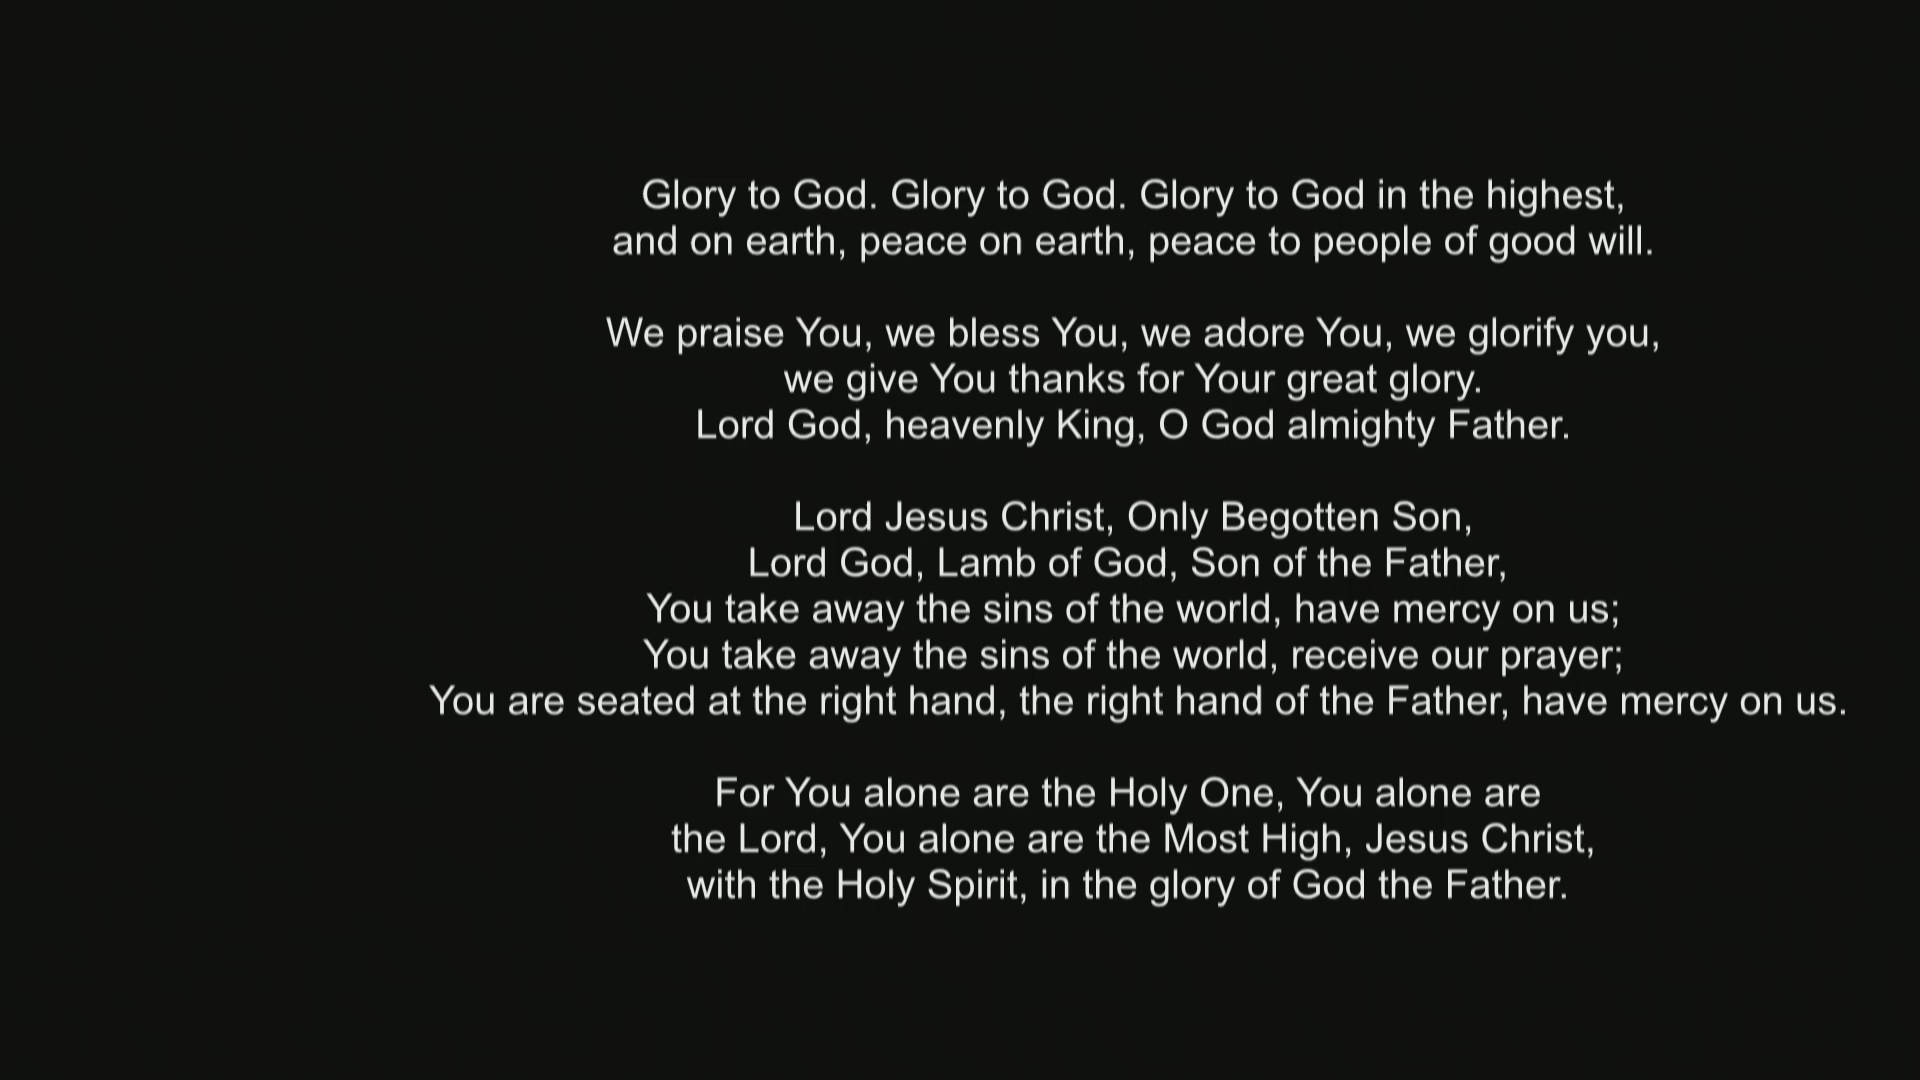 Glory to God. Glory to God. Glory to God in the highest,
and on earth, peace on earth, peace to people of good will.
We praise You, we bless You, we adore You, we glorify you,
we give You thanks for Your great glory.
Lord God, heavenly King, O God almighty Father.
Lord Jesus Christ, Only Begotten Son,
Lord God, Lamb of God, Son of the Father,
You take away the sins of the world, have mercy on us;
You take away the sins of the world, receive our prayer;
You are seated at the right hand, the right hand of the Father, have mercy on us.
For You alone are the Holy One, You alone are
the Lord, You alone are the Most High, Jesus Christ,
with the Holy Spirit, in the glory of God the Father.